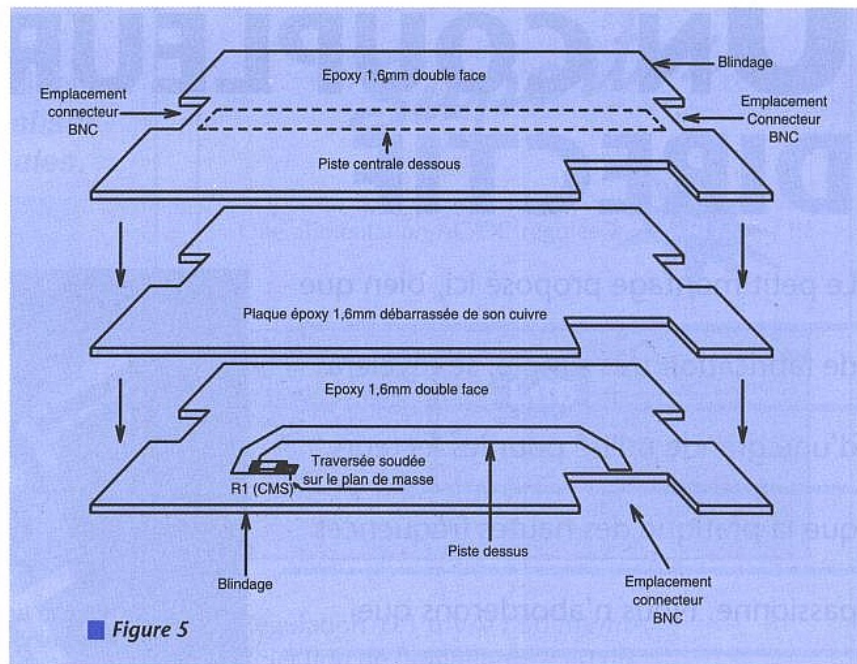 UN COUPLEUR
DIRECTIF
Epoxy 1,6mm double face
Blindage
Emplacement
connecteur
BNC
Emplacement
Connecteur
BNC
Piste centrale dessous
Le petit montage proposé ici, bien que
Plaque époxy 1,6mm débarrassée de son cuivre
de fabrication
d'une
Epoxy 1,6mm double face
Traversée soudée
sur le plan de masse
R1 (CMS)
que la pratique des hautes fréquences
Piste dessus
Blindage
Emplacement
connecteur
BNC
passionne. Nous n'aborderons que
Figure 5